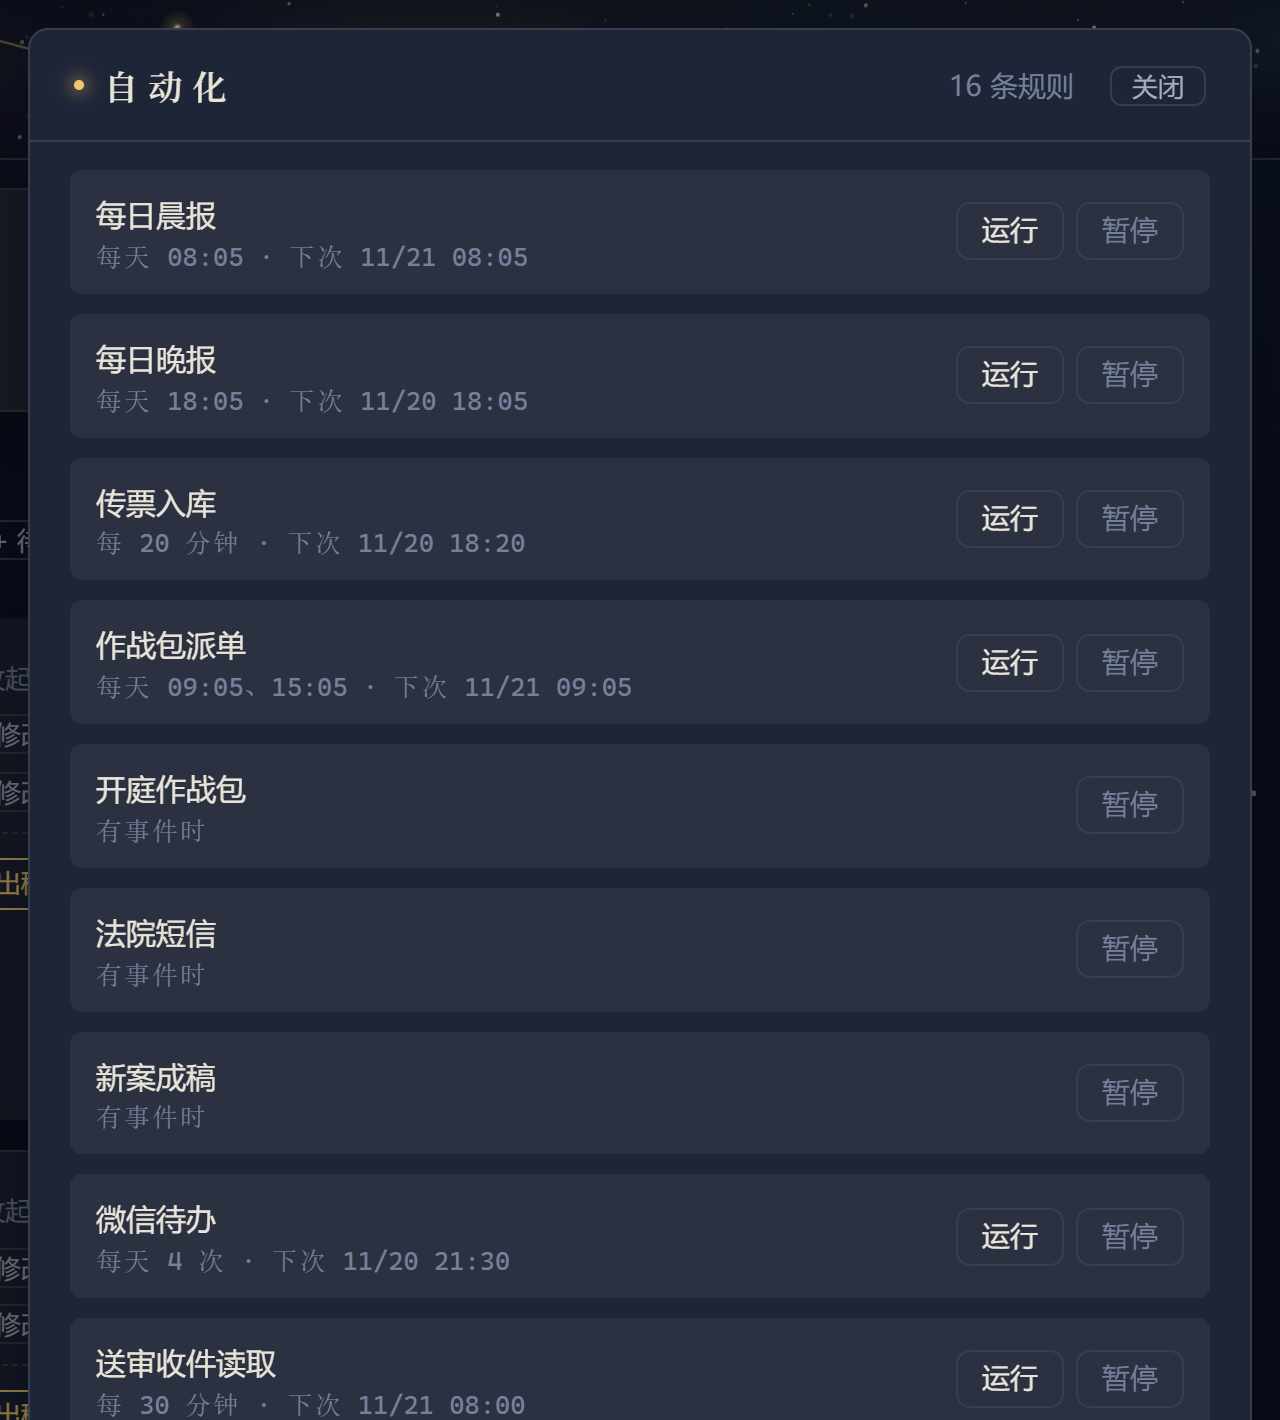 自动化
16 条规则
关闭
每日晨报
每天 08:05 · 下次 11/21 08:05
运行
暂停
每日晚报
每天 18:05 · 下次 11/20 18:05
运行
暂停
传票入库
每 20 分钟 · 下次 11/20 18:20
运行
暂停
作战包派单
每天 09:05、15:05 · 下次 11/21 09:05
运行
暂停
开庭作战包
有事件时
暂停
法院短信
有事件时
暂停
新案成稿
有事件时
暂停
微信待办
每天 4 次 · 下次 11/20 21:30
运行
暂停
送审收件读取
每 30 分钟 · 下次 11/21 08:00
运行
暂停